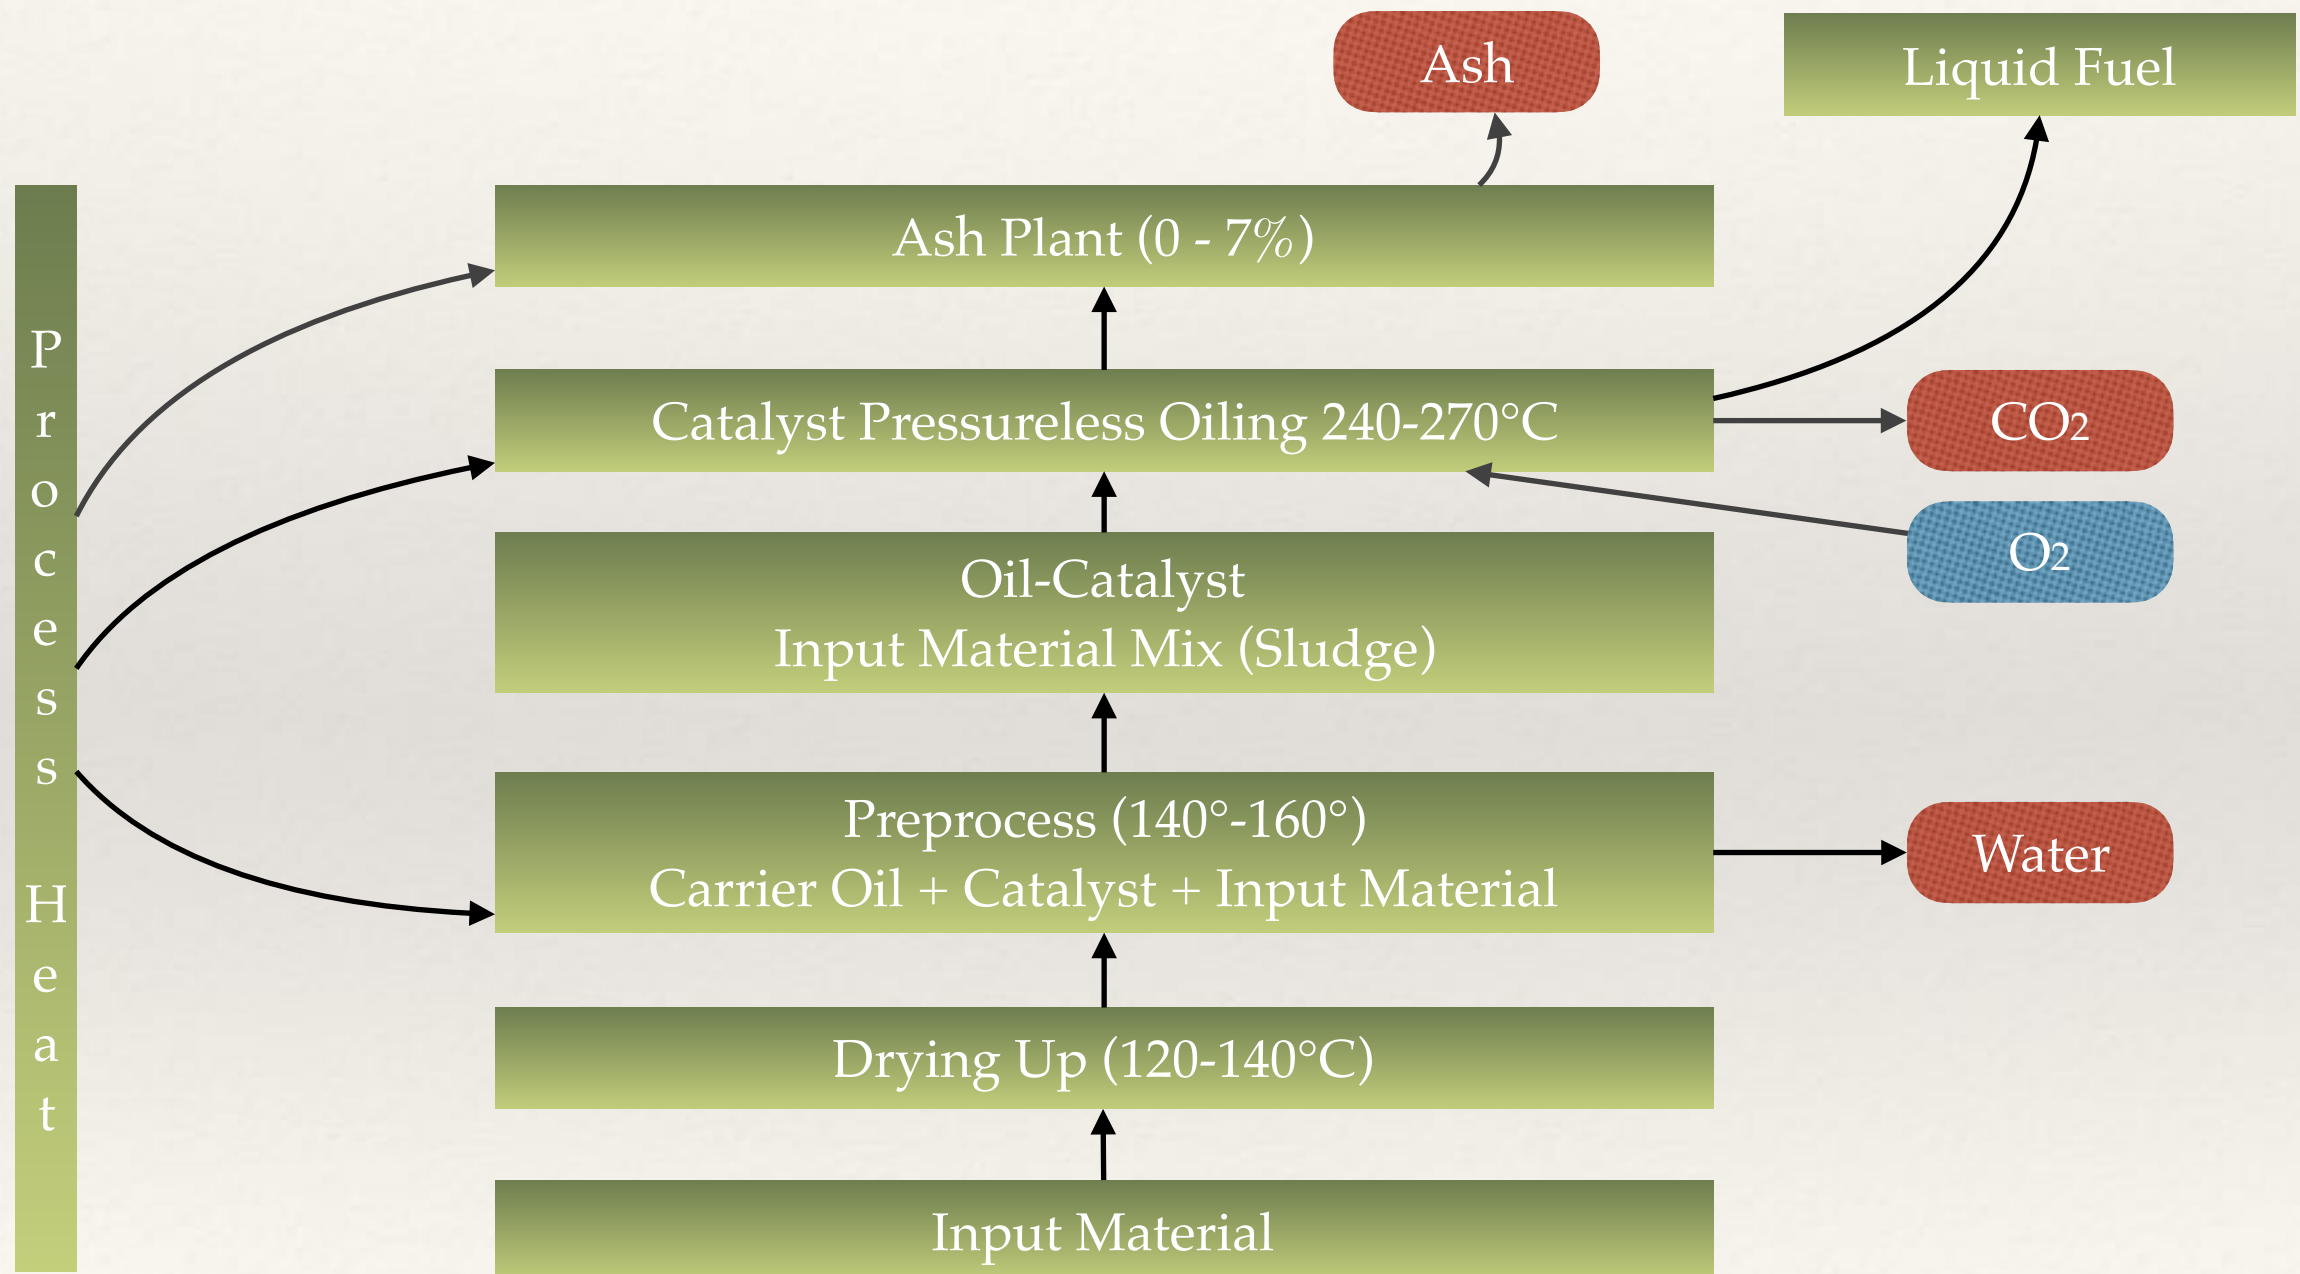 Ash
Liquid Fuel
Process Heat
Ash Plant (0 - 7%)
Catalyst Pressureless Oiling 240-270°C
CO2
O2
Oil-Catalyst
Input Material Mix (Sludge)
Preprocess (140°-160°)
Carrier Oil + Catalyst + Input Material
Water
Drying Up (120-140°C)
Input Material